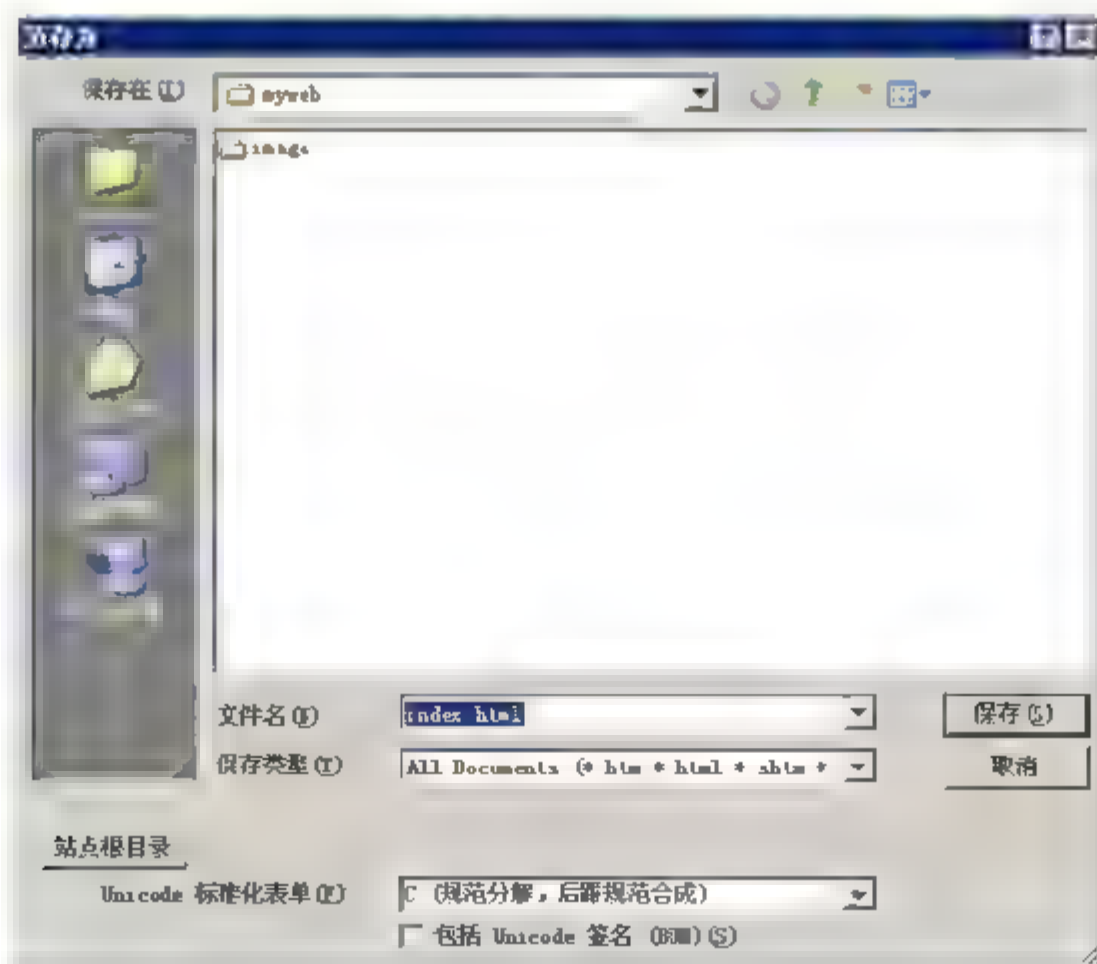 另存为
保存在(I)
myweb
image
文件名(N)
index html
保存(S)
保存类型(T)
All Documents (* htm * html * shtm *
取消
站点根目录
Unicode 标准化表单(F)
C (规范分解，后跟规范合成)
包括 Unicode 签名 (BOM)(S)